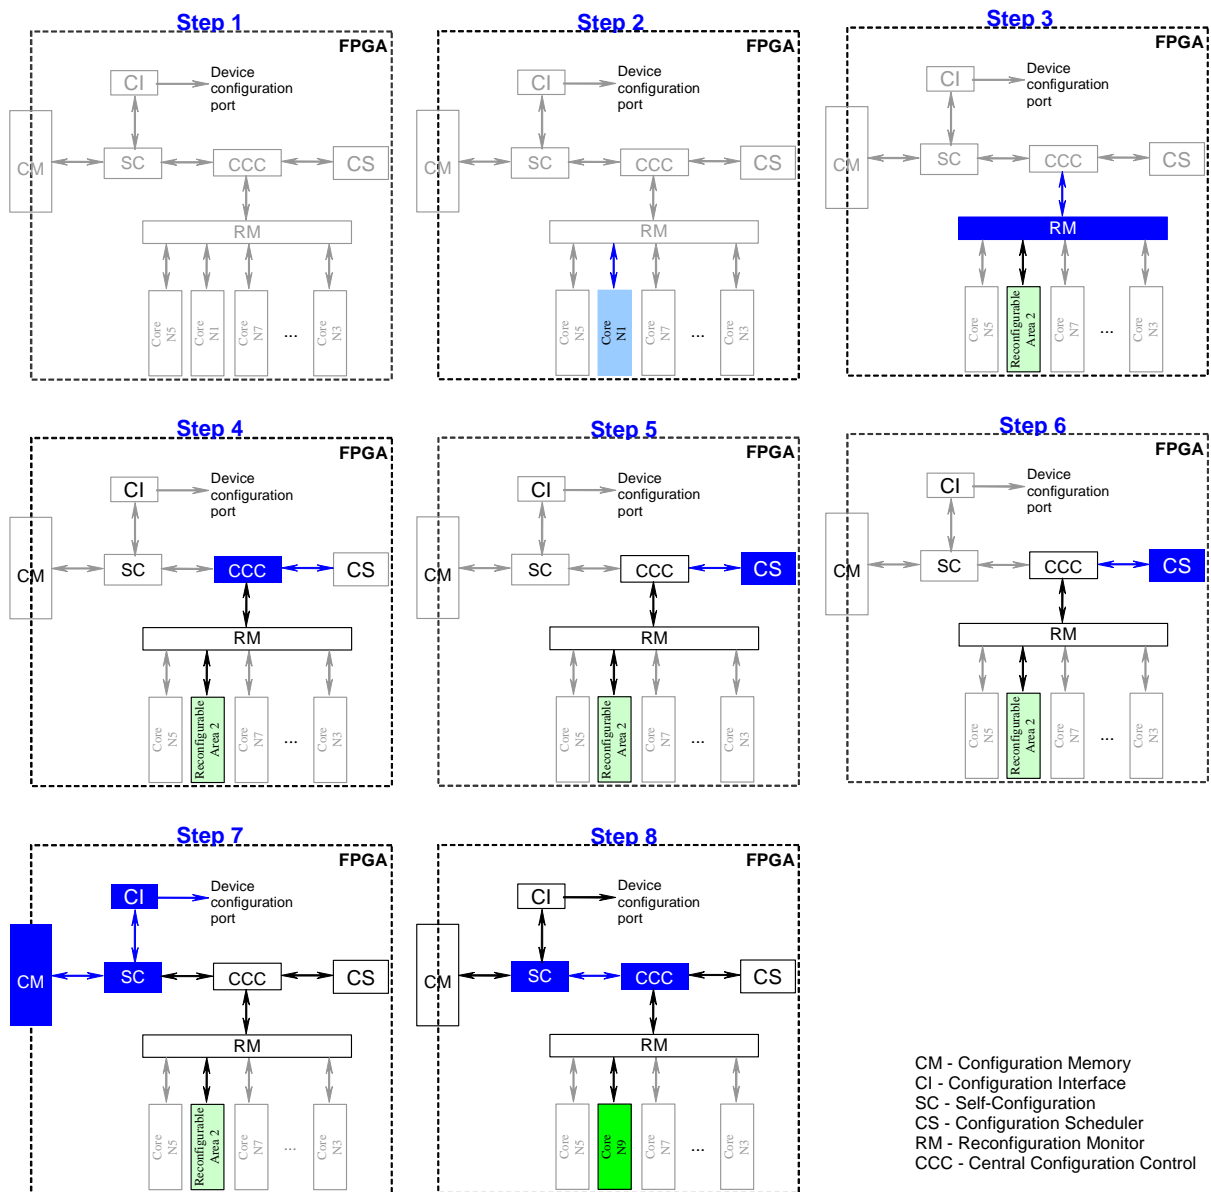 Step 1
FPGA
CI
Device
configuration
port
CM
SC
CCC
CS
RM
Core
N5
Core
N1
Core
N7
...
Core
N3
Step 2
FPGA
CI
Device
configuration
port
CM
SC
CCC
CS
RM
Core
N5
Core
N1
Core
N7
...
Core
N3
Step 3
FPGA
CI
Device
configuration
port
CM
SC
CCC
CS
RM
Core
N5
Reconfigurable
Area 2
Core
N7
...
Core
N3
Step 4
FPGA
CI
Device
configuration
port
CM
SC
CCC
CS
RM
Core
N5
Reconfigurable
Area 2
Core
N7
...
Core
N3
Step 5
FPGA
CI
Device
configuration
port
CM
SC
CCC
CS
RM
Core
N5
Reconfigurable
Area 2
Core
N7
...
Core
N3
Step 6
FPGA
CI
Device
configuration
port
CM
SC
CCC
CS
RM
Core
N5
Reconfigurable
Area 2
Core
N7
...
Core
N3
Step 7
FPGA
CI
Device
configuration
port
CM
SC
CCC
CS
RM
Core
N5
Reconfigurable
Area 2
Core
N7
...
Core
N3
Step 8
FPGA
CI
Device
configuration
port
CM
SC
CCC
CS
RM
Core
N5
Core
N9
Core
N7
...
Core
N3
CM - Configuration Memory
CI - Configuration Interface
SC - Self-Configuration
CS - Configuration Scheduler
RM - Reconfiguration Monitor
CCC - Central Configuration Control